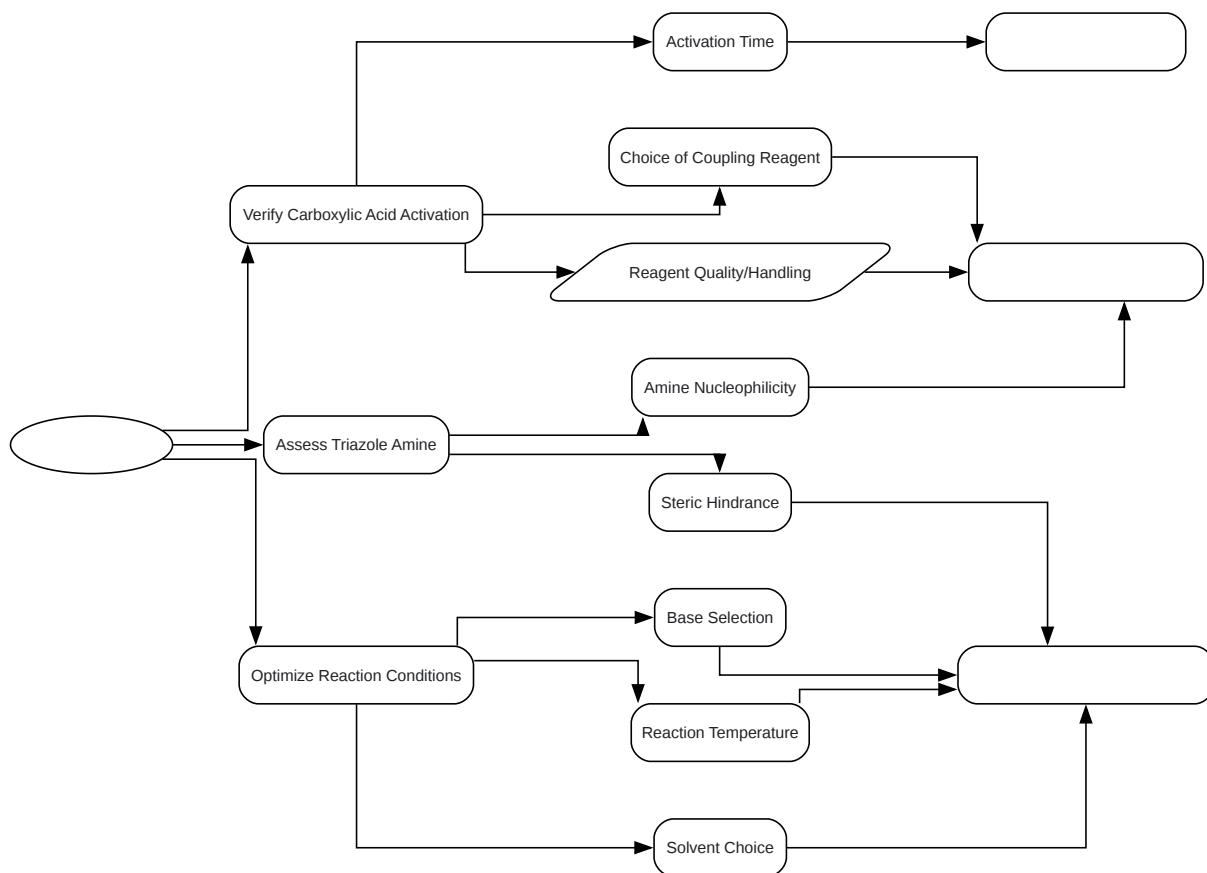 Activation Time
Choice of Coupling Reagent
Verify Carboxylic Acid Activation
Reagent Quality/Handling
Amine Nucleophilicity
Assess Triazole Amine
Steric Hindrance
Base Selection
Optimize Reaction Conditions
Reaction Temperature
Solvent Choice